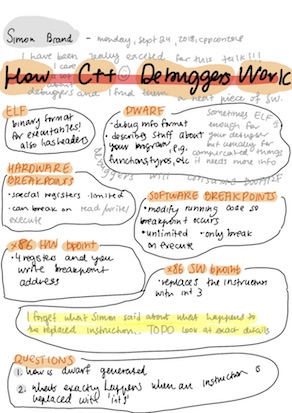 Simon Brand - monday, sept 24, 2018, cppcon2018
I have been really excited for this talk!!!
I care
How C++ Debuggers Work
debuggers and I find them a neat piece of SW.
ELF
binary format
for executables!
also has headers
DWARF
• debug info format
• describes stuff about
your program, e.g.
functions, types, etc
sometimes ELF
enough for
your debugger
but usually for
complicated things
it needs more info
HARDWARE
BREAKPOINTS
• special registers • limited
• can break on read/write/
execute
SOFTWARE BREAKPOINTS
• modify running code so
breakpoint occurs
• unlimited • only break
on execute
x86 HW bpoint
• 4 registers and you
write breakpoint
address
x86 SW bpoint
• replaces the instruction
with int 3
I forget what Simon said about what happens to
the replaced instruction... TODO look at exact details
QUESTIONS
1. how is dwarf generated
2. whats exactly happens when an instruction is
replaced with 'int3'